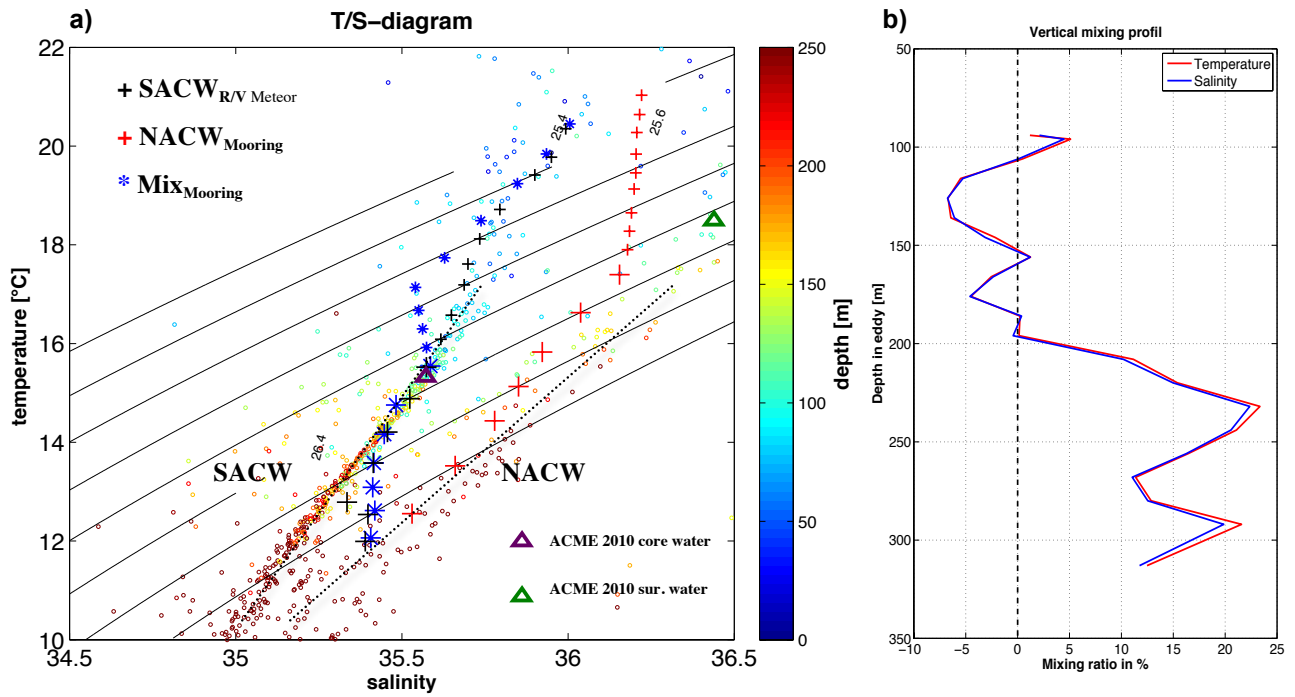 a)
T/S−diagram
22
20
18
16
14
12
10
temperature [°C]
34.5 35 35.5 36 36.5
salinity
+ SACW R/V Meteor
+ NACW Mooring
* Mix Mooring
25.4
25.6
26.4
SACW
NACW
ACME 2010 core water
ACME 2010 sur. water
250
200
150
100
50
0
depth [m]
b)
Vertical mixing profil
Temperature
Salinity
50
100
150
200
250
300
350
Depth in eddy [m]
−10 −5 0 5 10 15 20 25
Mixing ratio in %